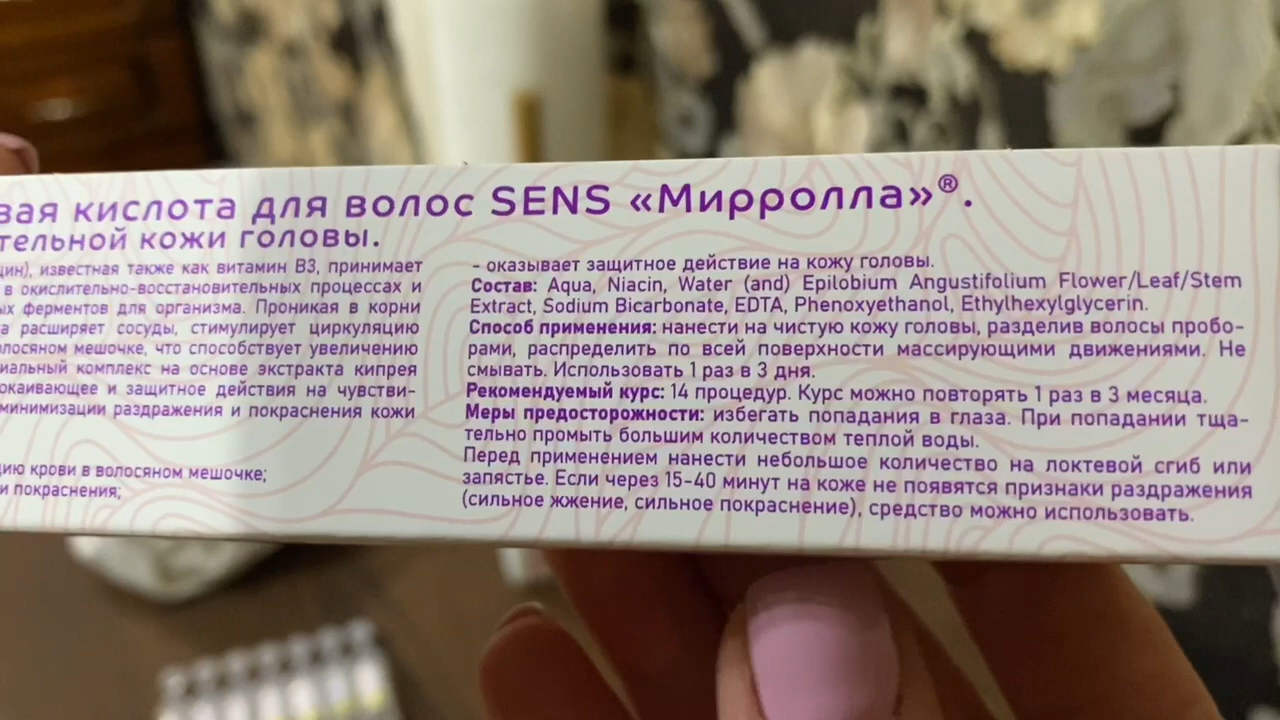 вая кислота для волос SENS «Мирролла»®.
тельной кожи головы.
цин), известная также как витамин В3, принимает
в окислительно-восстановительных процессах и
ых ферментов для организма. Проникая в корни
а расширяет сосуды, стимулирует циркуляцию
олосяном мешочке, что способствует увеличению
иальный комплекс на основе экстракта кипрея
окаивающее и защитное действия на чувстви-
минимизации раздражения и покраснения кожи
цию крови в волосяном мешочке;
и покраснения;
- оказывает защитное действие на кожу головы.
Состав: Aqua, Niacin, Water (and) Epilobium Angustifolium Flower/Leaf/Stem
Extract, Sodium Bicarbonate, EDTA, Phenoxyethanol, Ethylhexylglycerin.
Способ применения: нанести на чистую кожу головы, разделив волосы пробо-
рами, распределить по всей поверхности массирующими движениями. Не
смывать. Использовать 1 раз в 3 дня.
Рекомендуемый курс: 14 процедур. Курс можно повторять 1 раз в 3 месяца.
Меры предосторожности: избегать попадания в глаза. При попадании тща-
тельно промыть большим количеством теплой воды.
Перед применением нанести небольшое количество на локтевой сгиб или
запястье. Если через 15-40 минут на коже не появятся признаки раздражения
(сильное жжение, сильное покраснение), средство можно использовать.